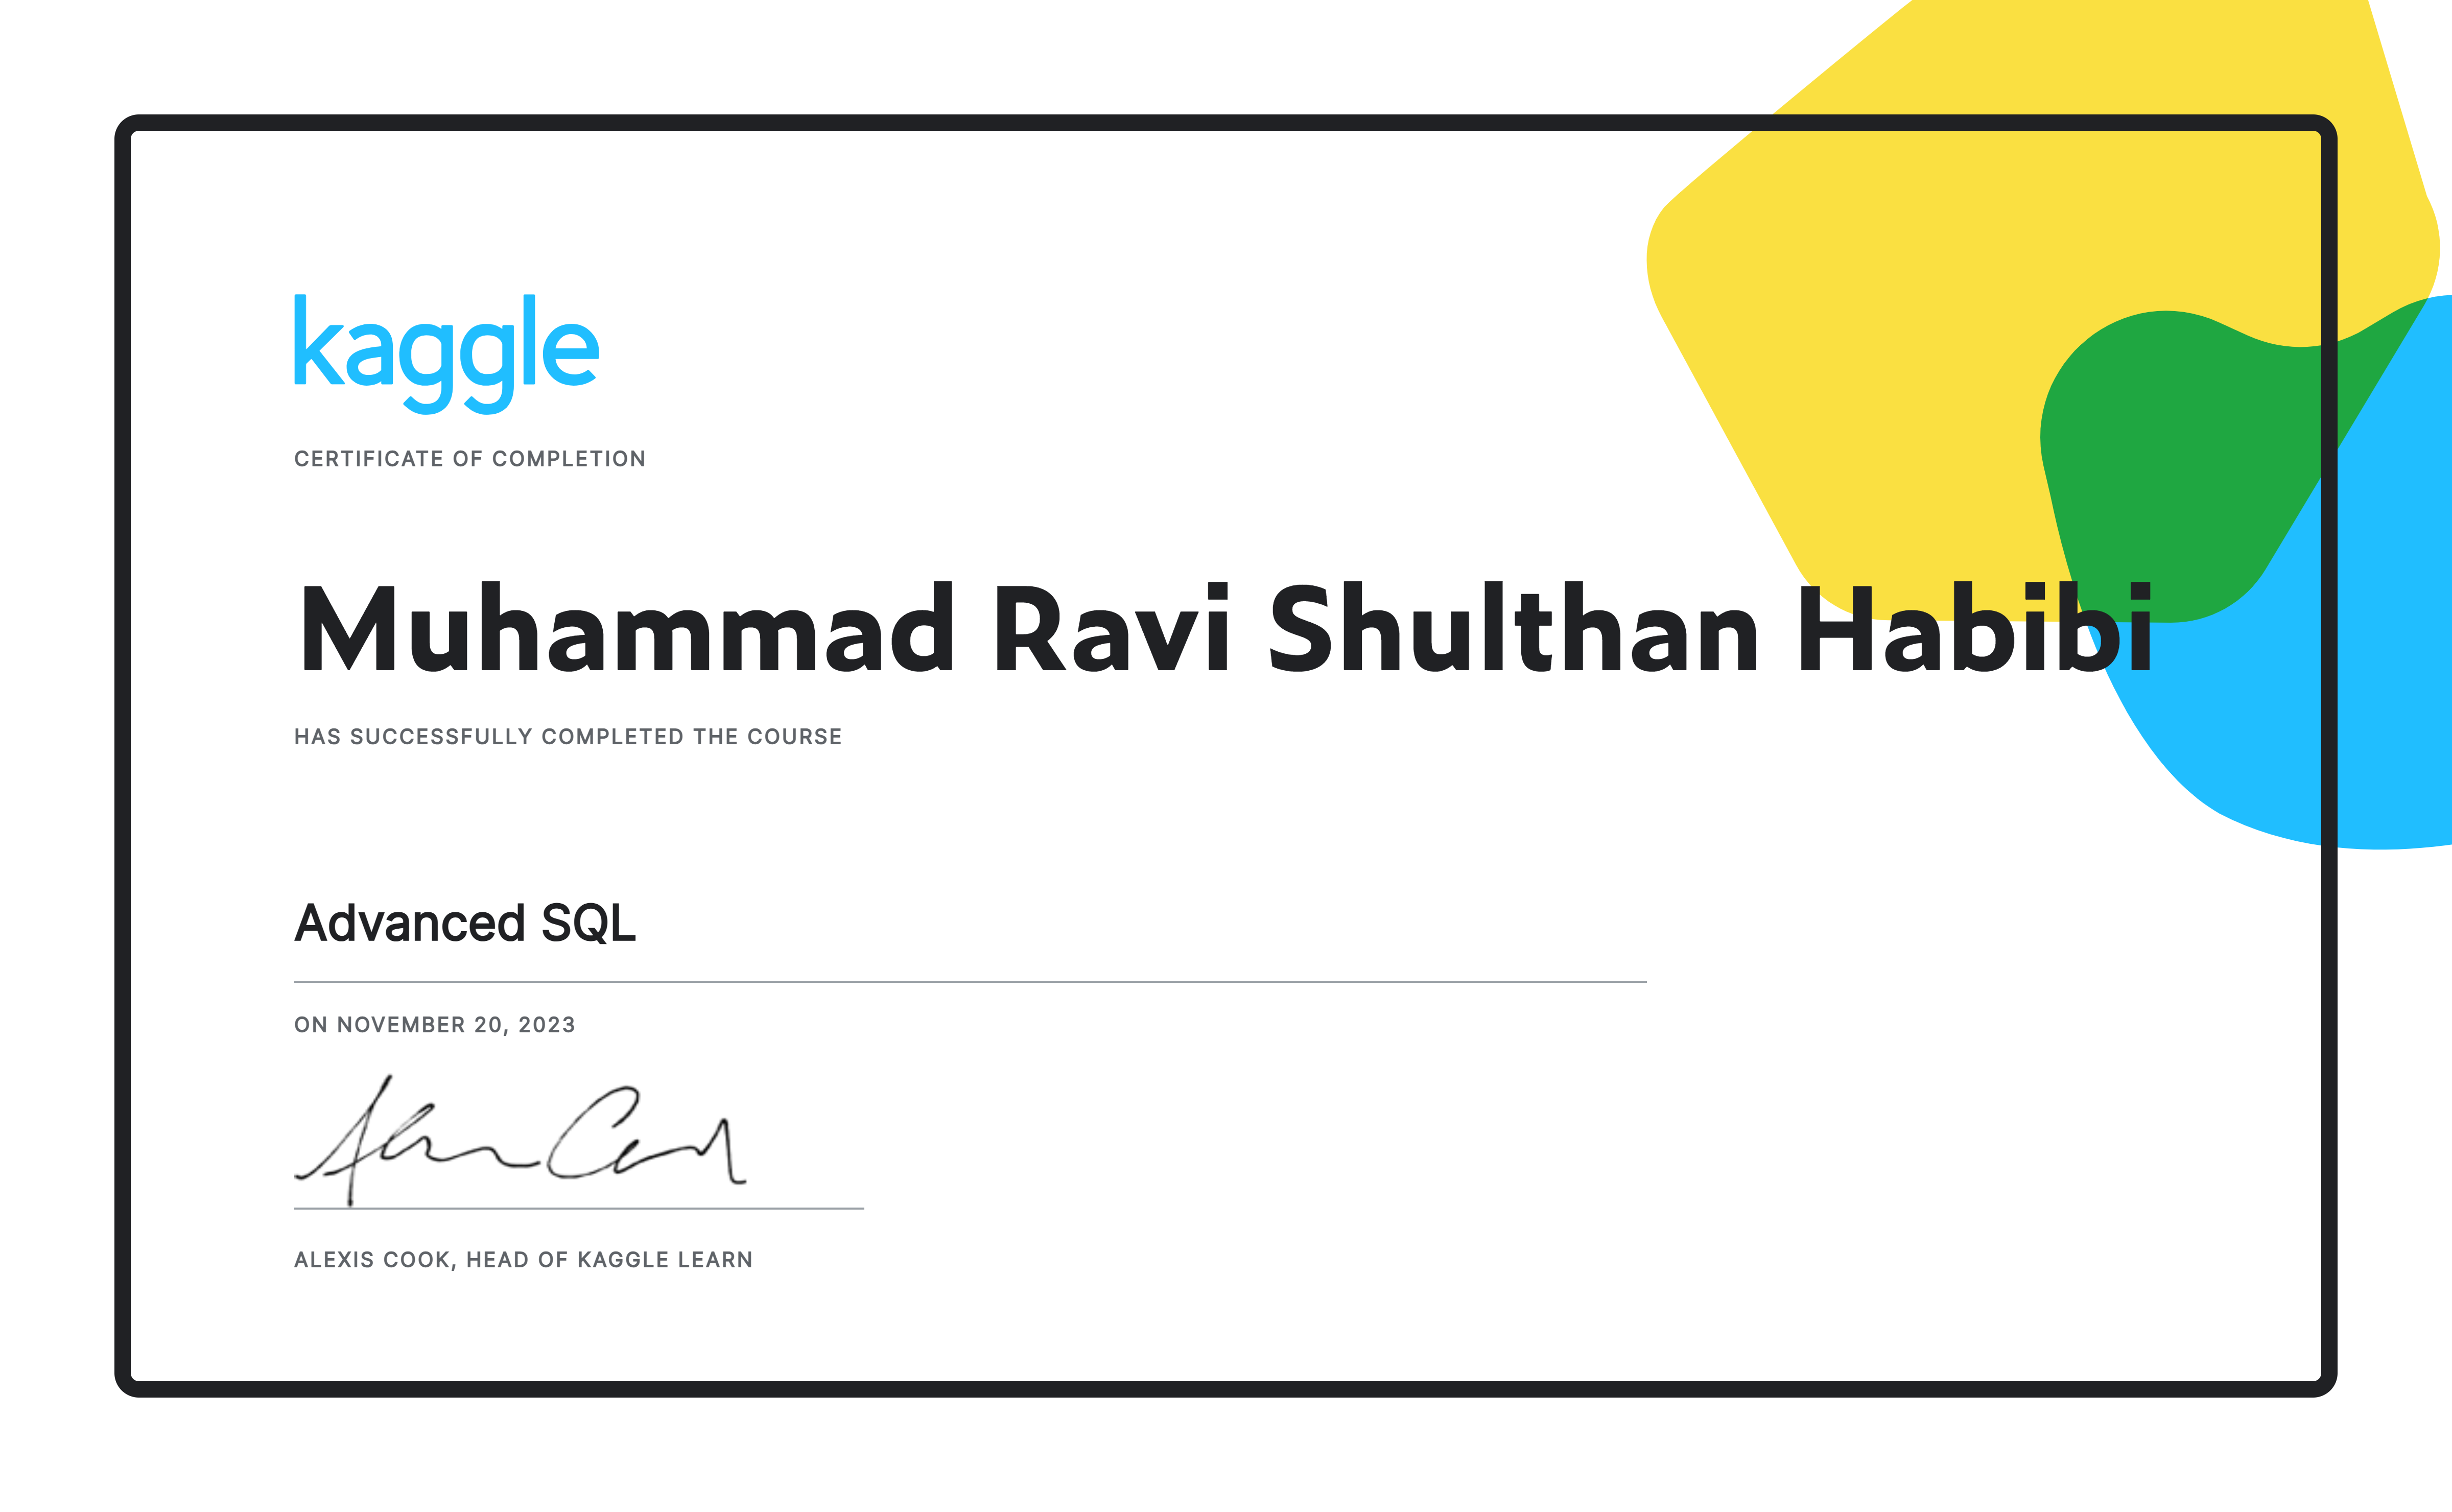 kaggle
CERTIFICATE OF COMPLETION
Muhammad Ravi Shulthan Habibi
HAS SUCCESSFULLY COMPLETED THE COURSE
Advanced SQL
ON NOVEMBER 20, 2023
ALEXIS COOK, HEAD OF KAGGLE LEARN